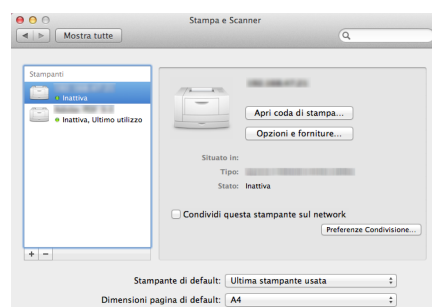 Stampa e Scanner
Mostra tutte
Stampanti
Inattiva
Inattiva, Ultimo utilizzo
Apri coda di stampa...
Opzioni e forniture...
Situato in:
Tipo:
Stato: Inattiva
Condividi questa stampante sul network
Preferenze Condivisione...
+ −
Stampante di default: Ultima stampante usata
Dimensioni pagina di default: A4